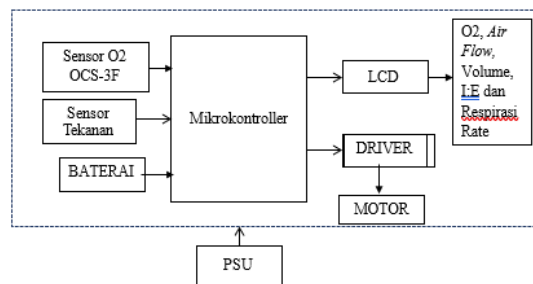 Sensor O2
OCS-3F
Sensor
Tekanan
BATERAI
Mikrokontroller
LCD
DRIVER
MOTOR
O2, Air
Flow,
Volume,
I:E dan
Respirasi
Rate
PSU